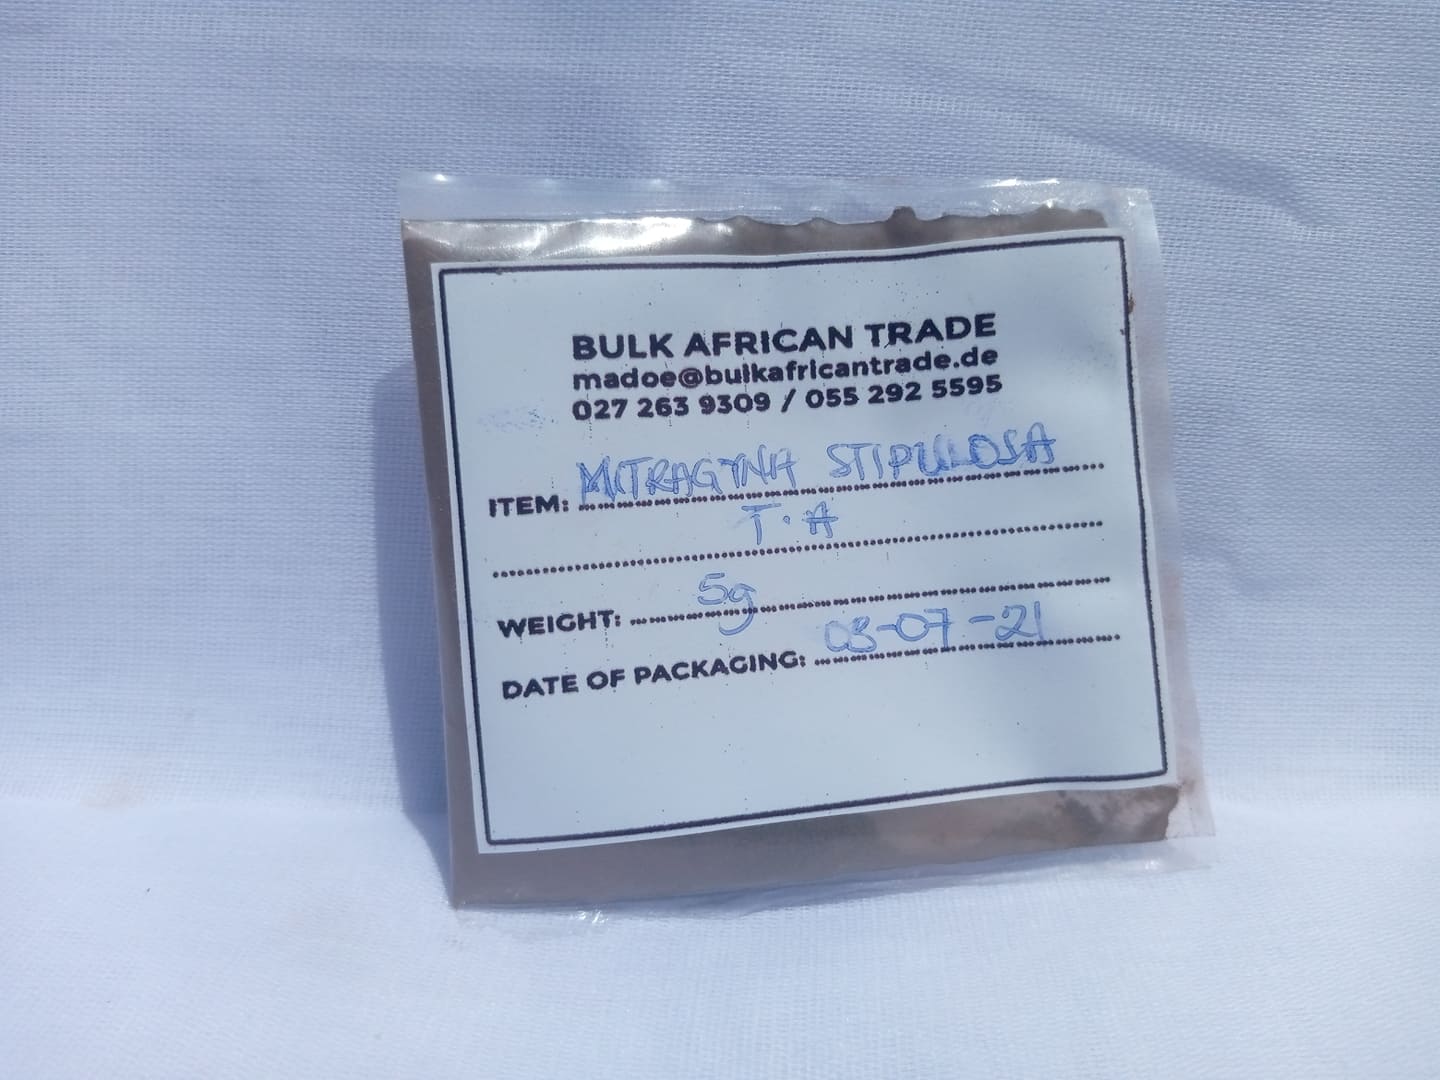 BULK AFRICAN TRADE
madoe@bulkafricantrade.de
027 263 9309 / 055 292 5595
ITEM: MITRAGYNA STIPULOSA
T.A
WEIGHT: 5g
DATE OF PACKAGING: 03-07-21